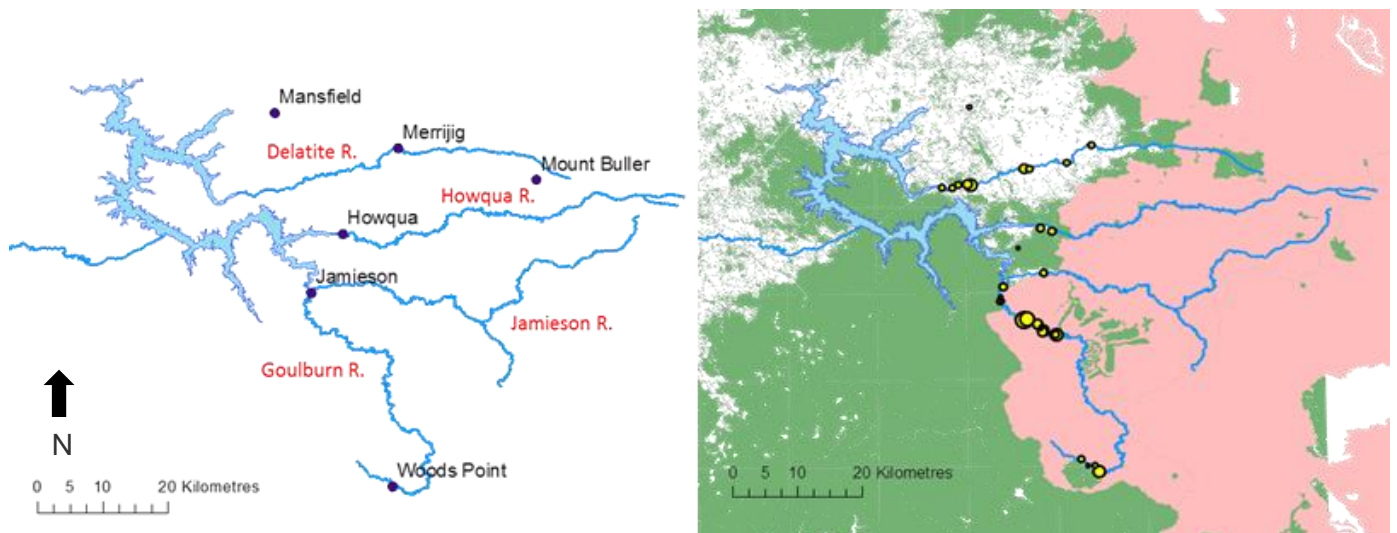 Mansfield
Merrijig
Delatite R.
Mount Buller
Howqua R.
Howqua
Jamieson
Jamieson R.
Goulburn R.
N
Woods Point
0 5 10 20 Kilometres
0 5 10 20 Kilometres